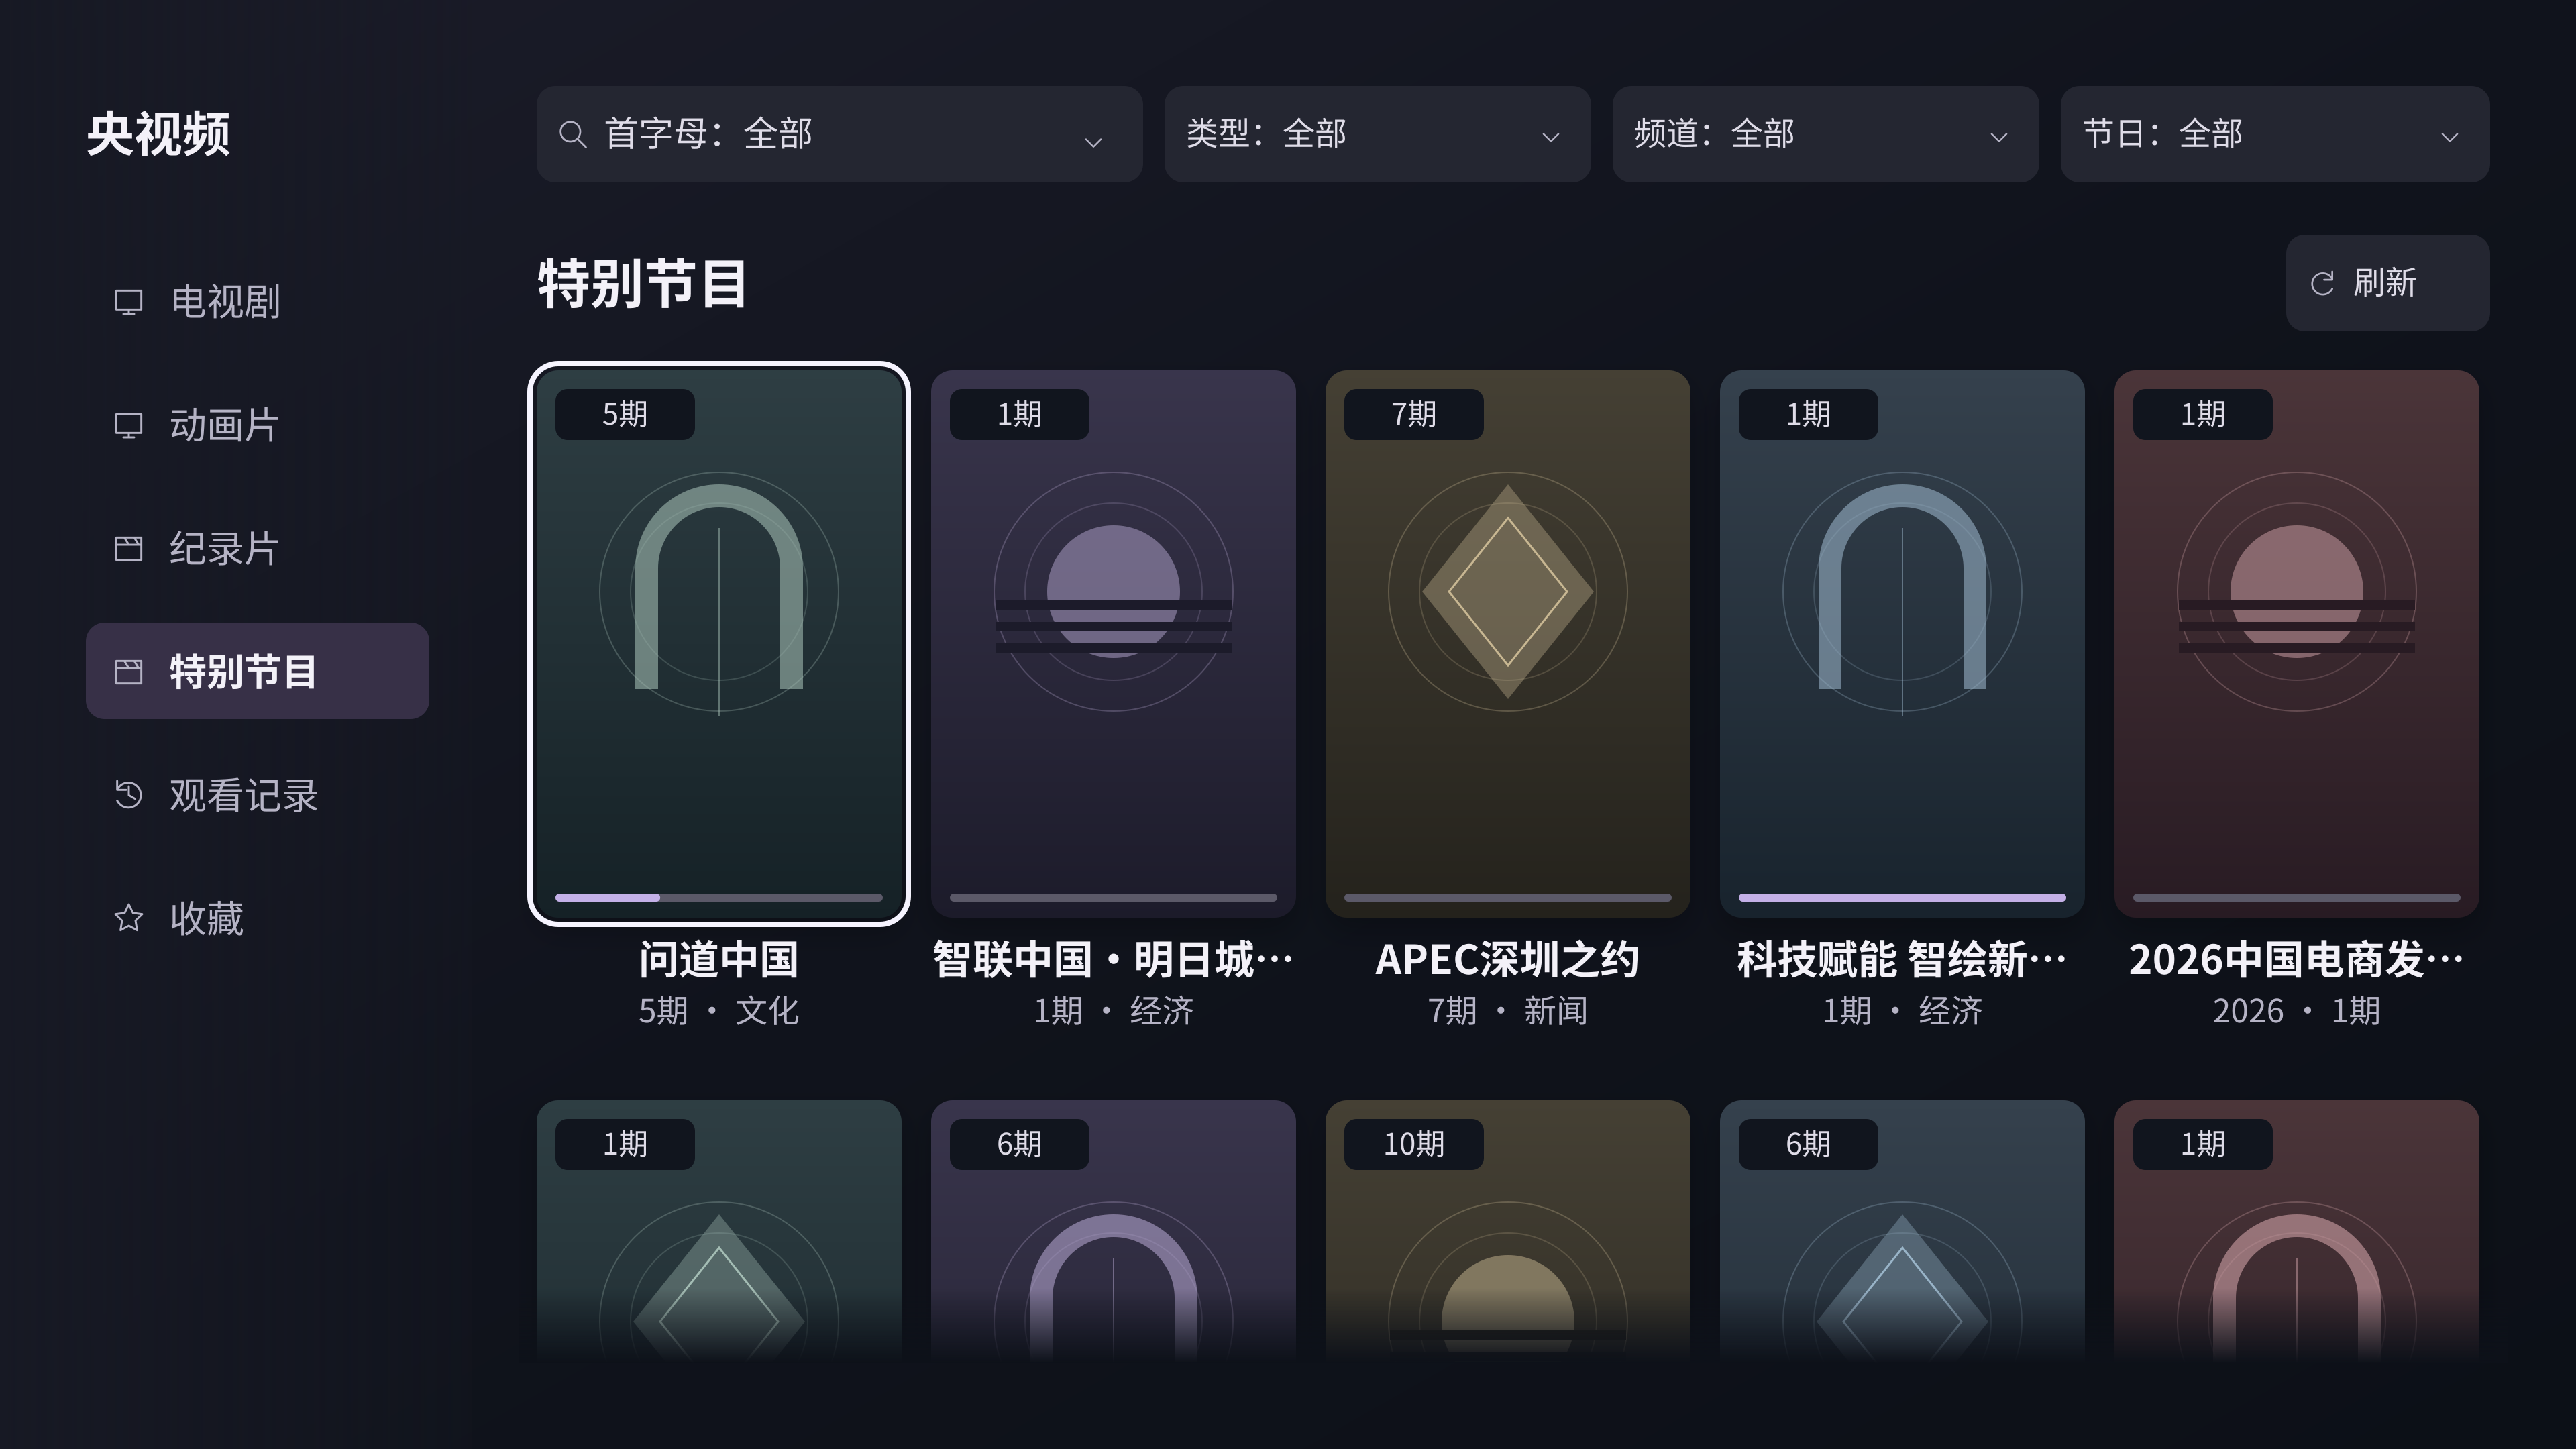 央视频
首字母：全部
类型：全部
频道：全部
节日：全部
电视剧
动画片
纪录片
特别节目
观看记录
收藏
特别节目
刷新
5期
1期
7期
1期
1期
问道中国
智联中国·明日城…
APEC深圳之约
科技赋能 智绘新…
2026中国电商发…
5期 · 文化
1期 · 经济
7期 · 新闻
1期 · 经济
2026 · 1期
1期
6期
10期
6期
1期